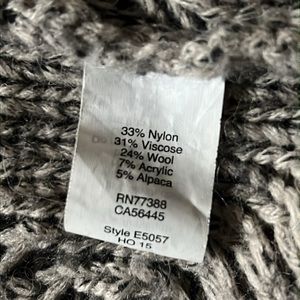 33% Nylon
31% Viscose
24% Wool
7% Acrylic
5% Alpaca
RN77388
CA56445
Style E5057
HO 15